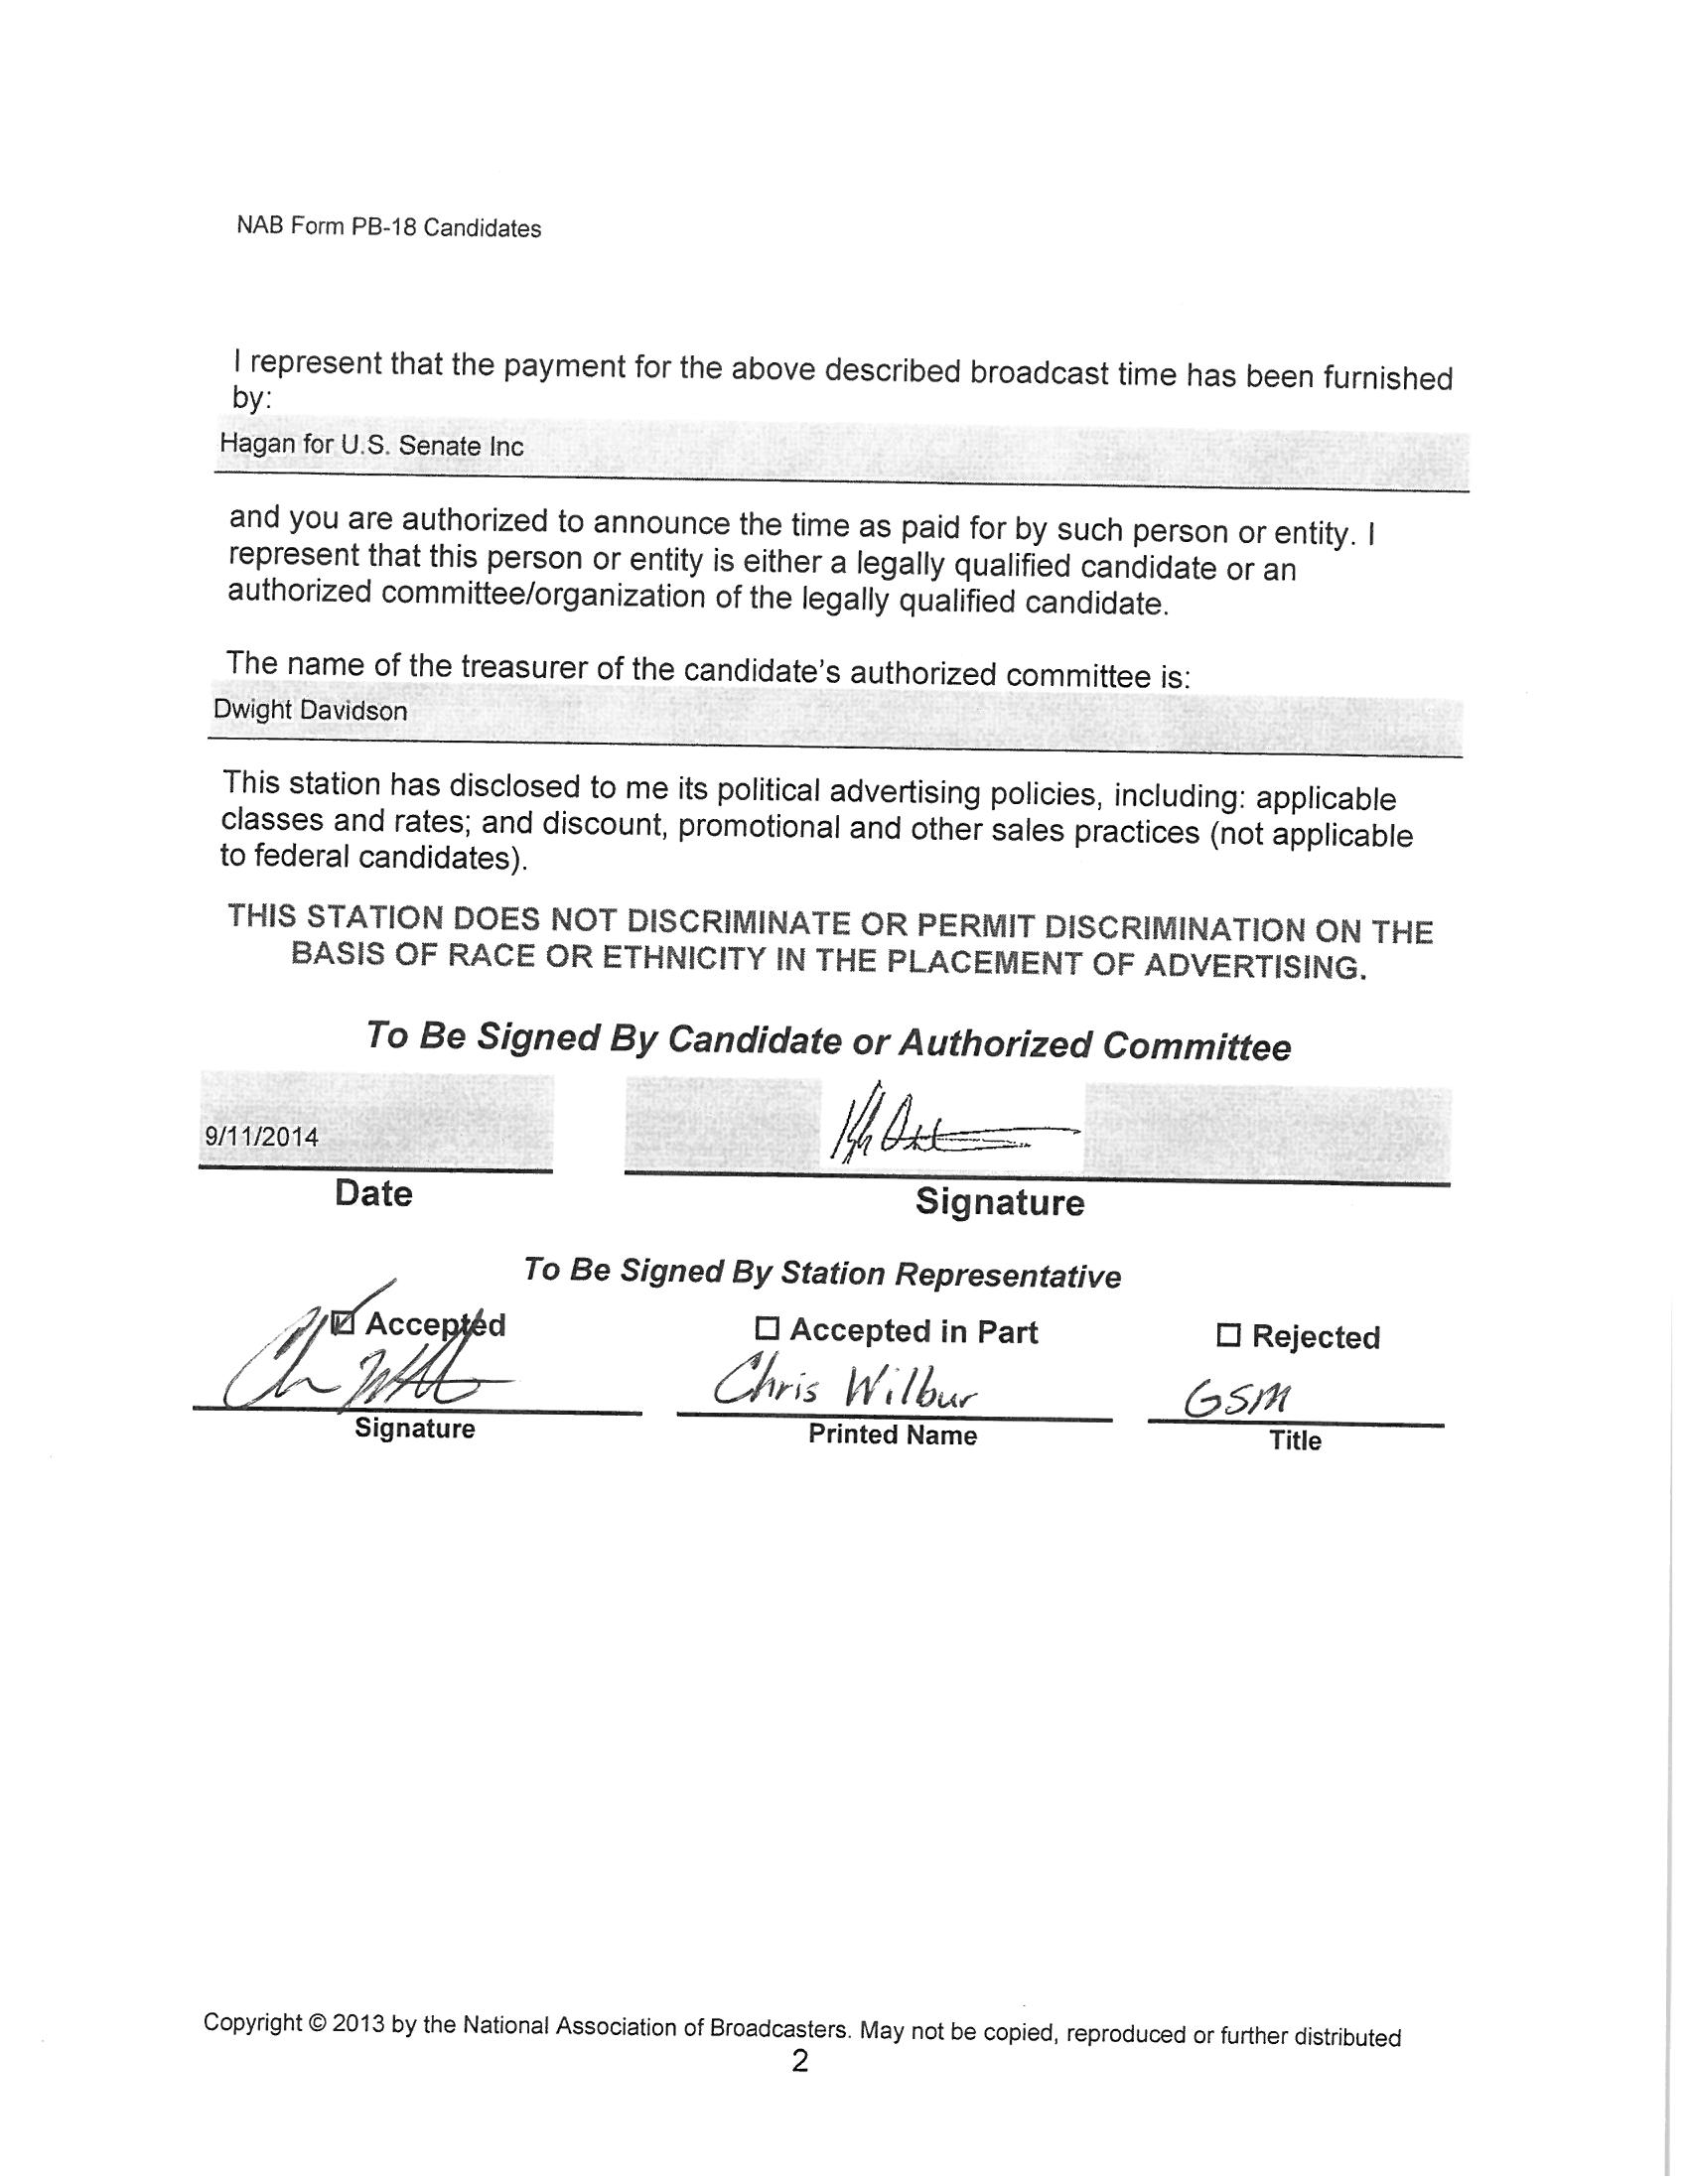 NAB Form PB-18 Candidates
I represent that the payment for the above described broadcast time has been furnished
by:
Hagan for U.S. Senate Inc
and you are authorized to announce the time as paid for by such person or entity. I
represent that this person or entity is either a legally qualified candidate or an
authorized committee/organization of the legally qualified candidate.
The name of the treasurer of the candidate's authorized committee is:
Dwight Davidson
This station has disclosed to me its political advertising policies, including: applicable
classes and rates; and discount, promotional and other sales practices (not applicable
to federal candidates).
THIS STATION DOES NOT DISCRIMINATE OR PERMIT DISCRIMINATION ON THE
BASIS OF RACE OR ETHNICITY IN THE PLACEMENT OF ADVERTISING.
To Be Signed By Candidate or Authorized Committee
9/11/2014
Date Signature
To Be Signed By Station Representative
☑ Accepted ☐ Accepted in Part ☐ Rejected
Chris Wilbur GSM
Signature Printed Name Title
Copyright © 2013 by the National Association of Broadcasters. May not be copied, reproduced or further distributed
2